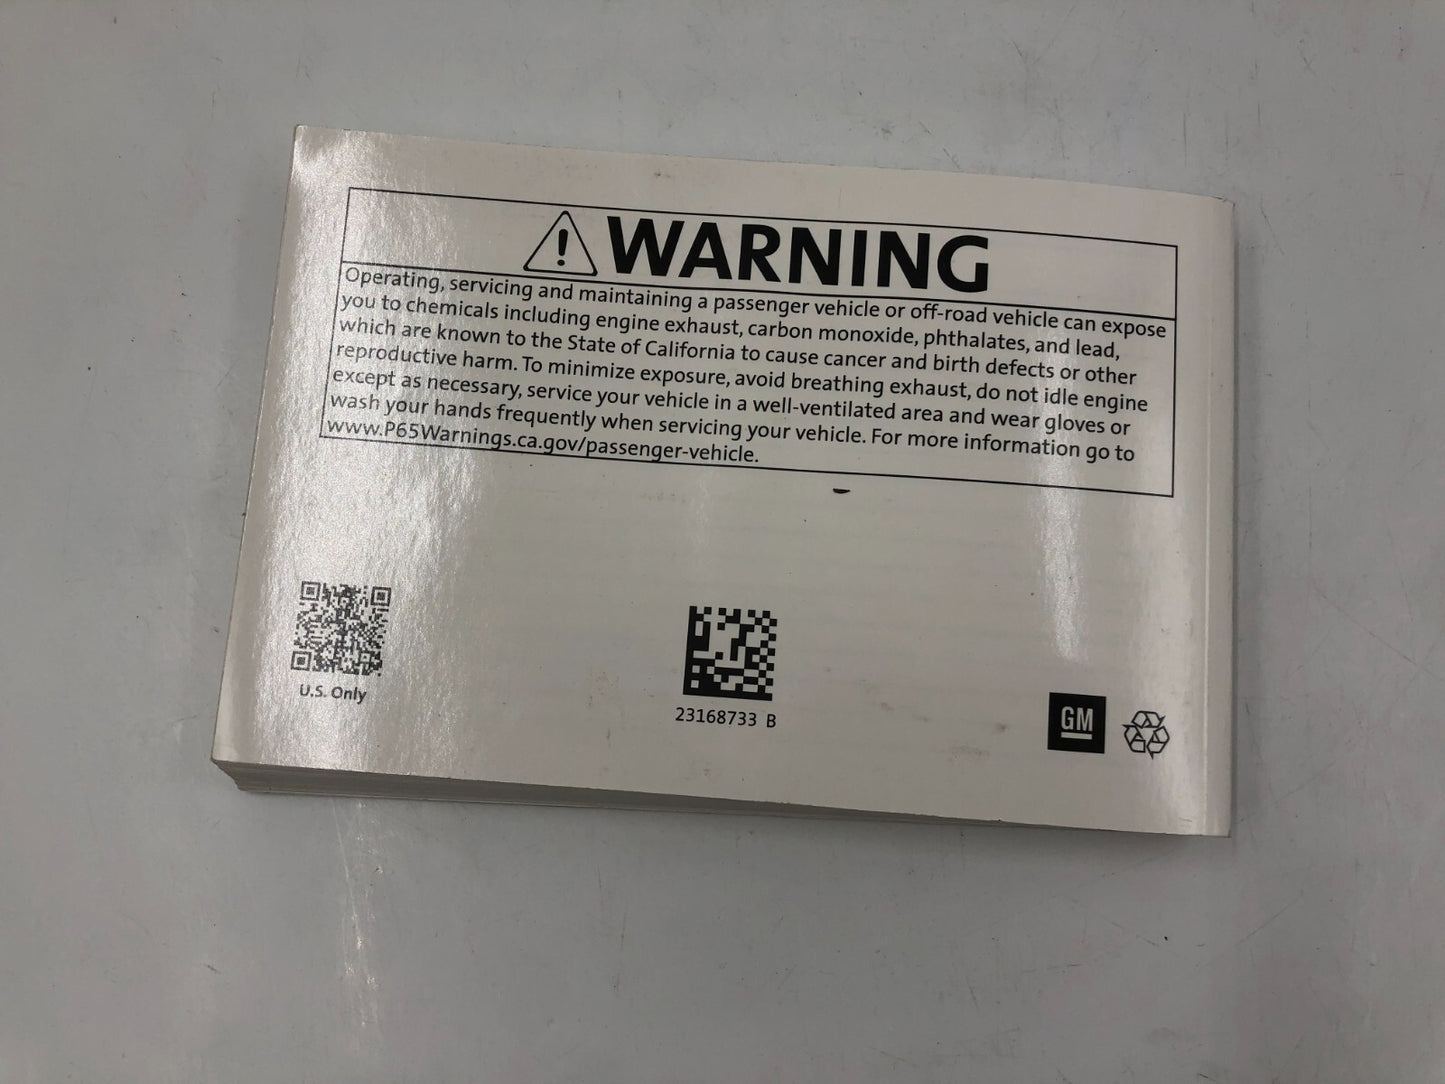 WARNING
Operating, servicing and maintaining a passenger vehicle or off-road vehicle can expose
you to chemicals including engine exhaust, carbon monoxide, phthalates, and lead,
which are known to the State of California to cause cancer and birth defects or other
reproductive harm. To minimize exposure, avoid breathing exhaust, do not idle engine
except as necessary, service your vehicle in a well-ventilated area and wear gloves or
wash your hands frequently when servicing your vehicle. For more information go to
www.P65Warnings.ca.gov/passenger-vehicle.
U.S. Only
23168733 B
GM